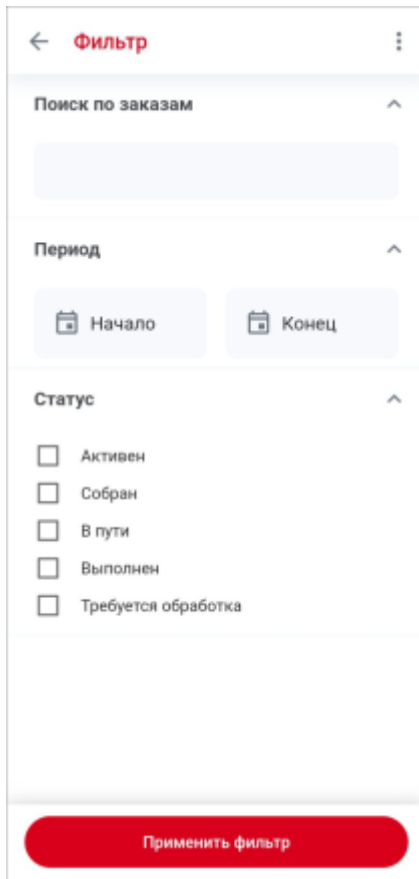 Фильтр
Поиск по заказам
Период
Начало Конец
Статус
Активен
Собран
В пути
Выполнен
Требуется обработка
Применить фильтр